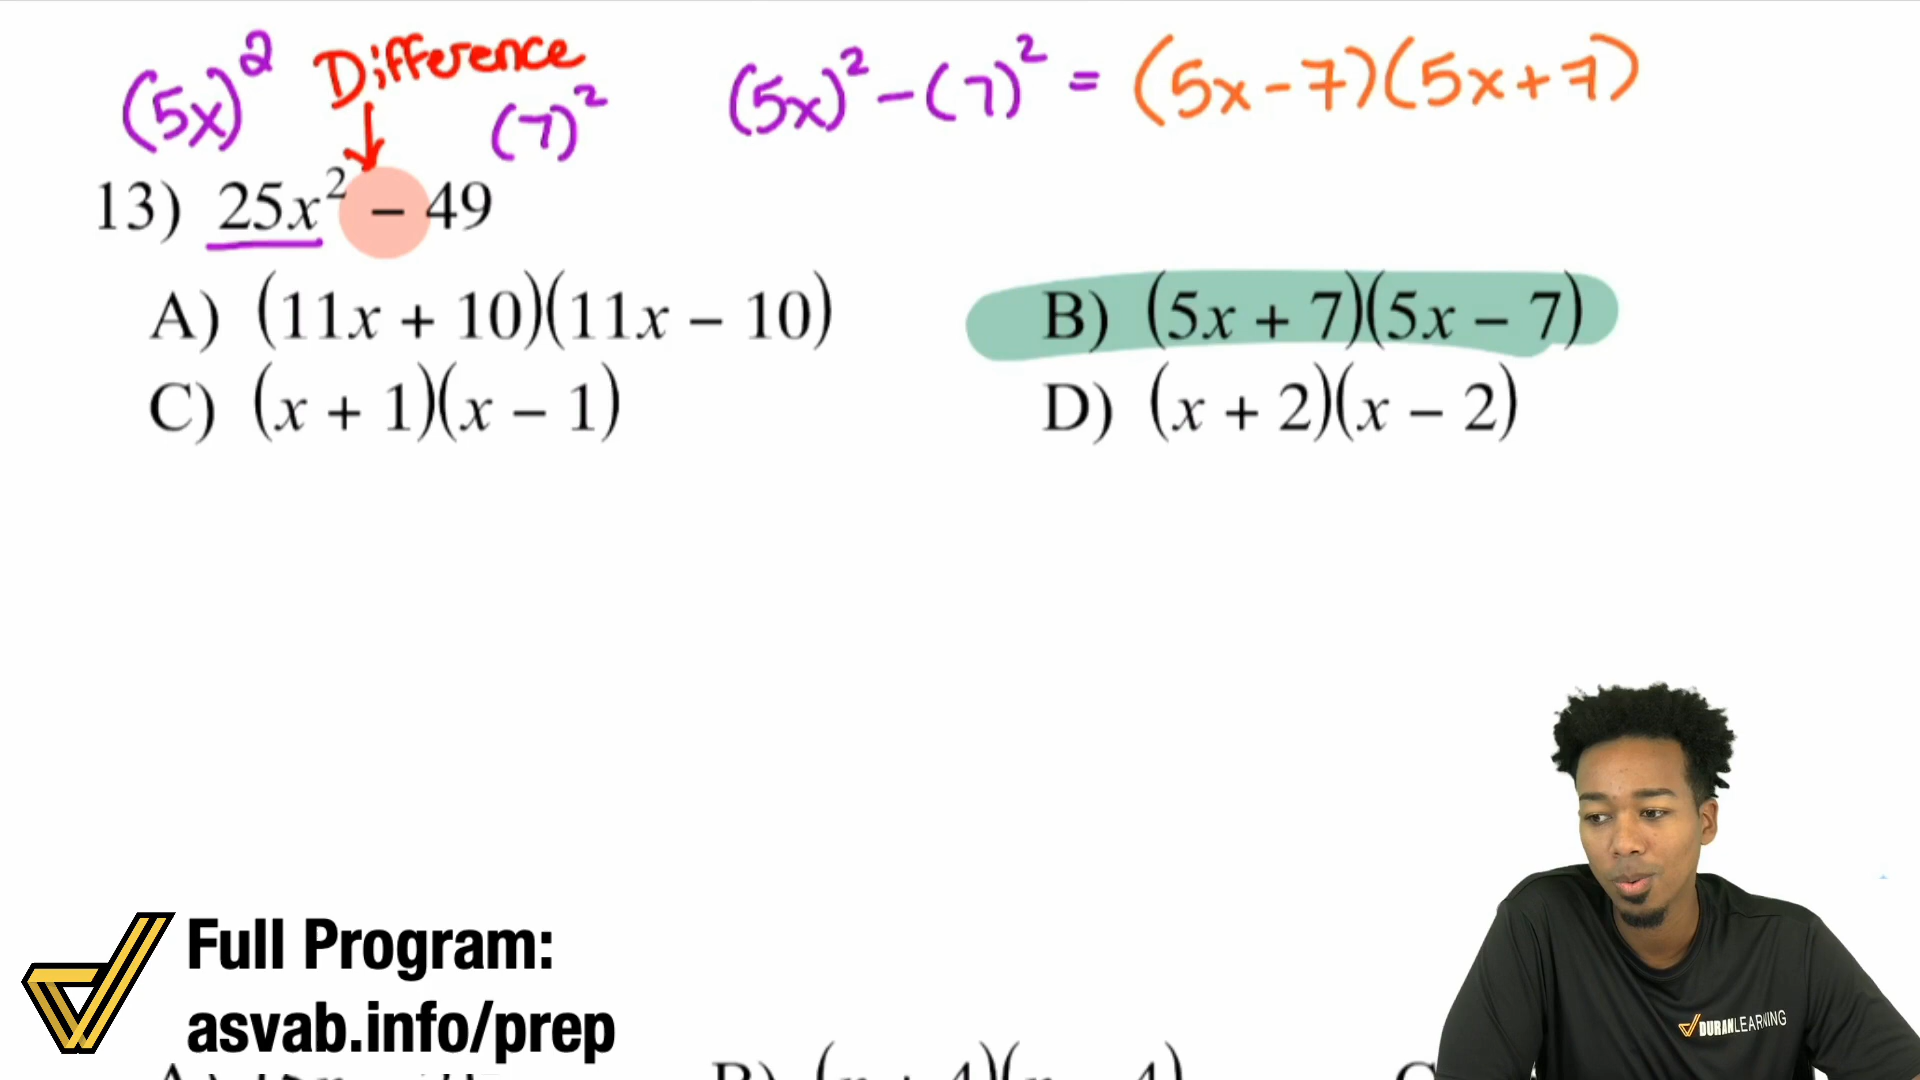 (5x)² Difference (7)² (5x)² - (7)² = (5x-7)(5x+7)
13) 25x² – 49
A) (11x + 10)(11x – 10) B) (5x + 7)(5x – 7)
C) (x + 1)(x – 1) D) (x + 2)(x – 2)
Full Program:
asvab.info/prep
DURANLEARNING